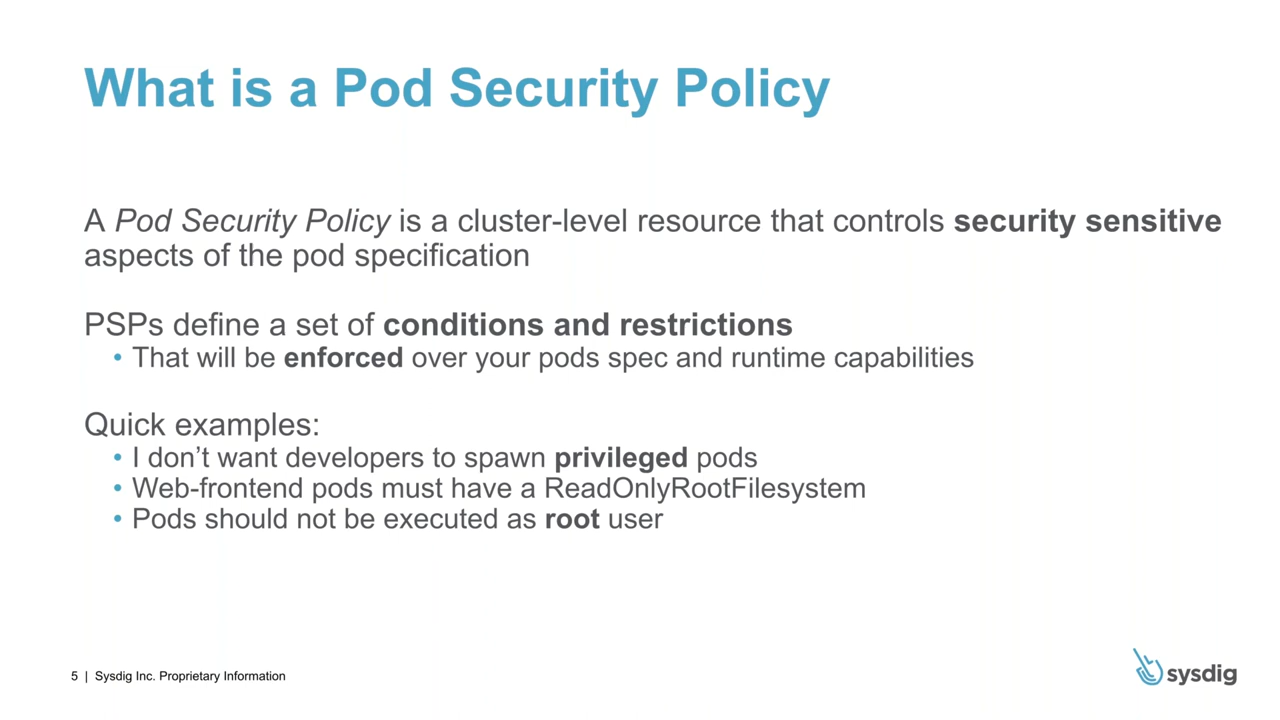 What is a Pod Security Policy
A Pod Security Policy is a cluster-level resource that controls security sensitive
aspects of the pod specification
PSPs define a set of conditions and restrictions
• That will be enforced over your pods spec and runtime capabilities
Quick examples:
• I don’t want developers to spawn privileged pods
• Web-frontend pods must have a ReadOnlyRootFilesystem
• Pods should not be executed as root user
5 | Sysdig Inc. Proprietary Information
sysdig